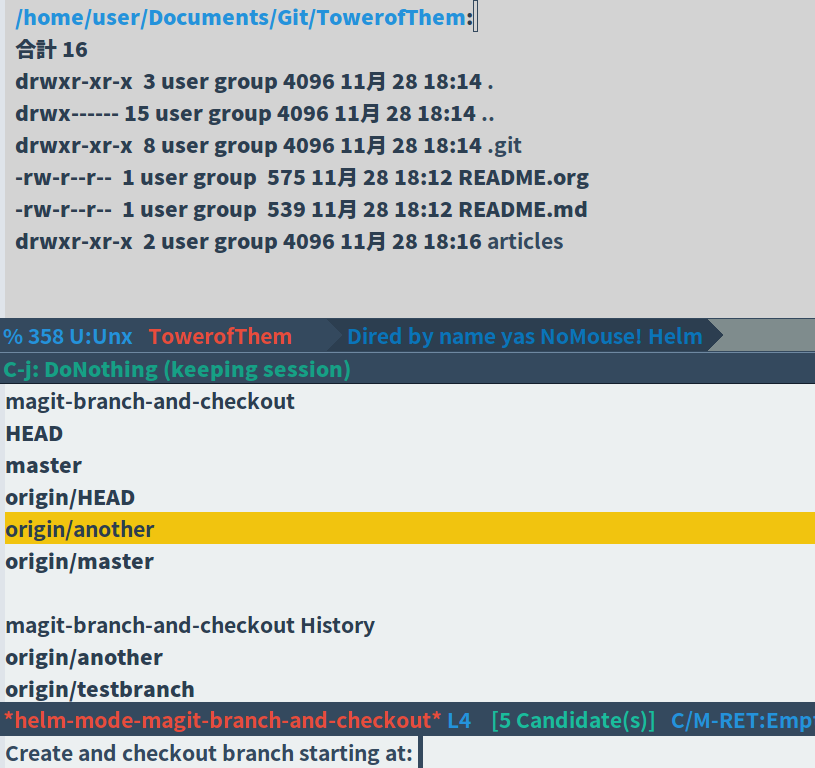 /home/user/Documents/Git/TowerofThem:
合計 16
drwxr-xr-x  3 user group 4096 11月 28 18:14 .
drwx------ 15 user group 4096 11月 28 18:14 ..
drwxr-xr-x  8 user group 4096 11月 28 18:14 .git
-rw-r--r--  1 user group  575 11月 28 18:12 README.org
-rw-r--r--  1 user group  539 11月 28 18:12 README.md
drwxr-xr-x  2 user group 4096 11月 28 18:16 articles
% 358 U:Unx   TowerofThem   Dired by name yas NoMouse! Helm
C-j: DoNothing (keeping session)
magit-branch-and-checkout
HEAD
master
origin/HEAD
origin/another
origin/master
magit-branch-and-checkout History
origin/another
origin/testbranch
*helm-mode-magit-branch-and-checkout* L4   [5 Candidate(s)]   C/M-RET:Emp
Create and checkout branch starting at: